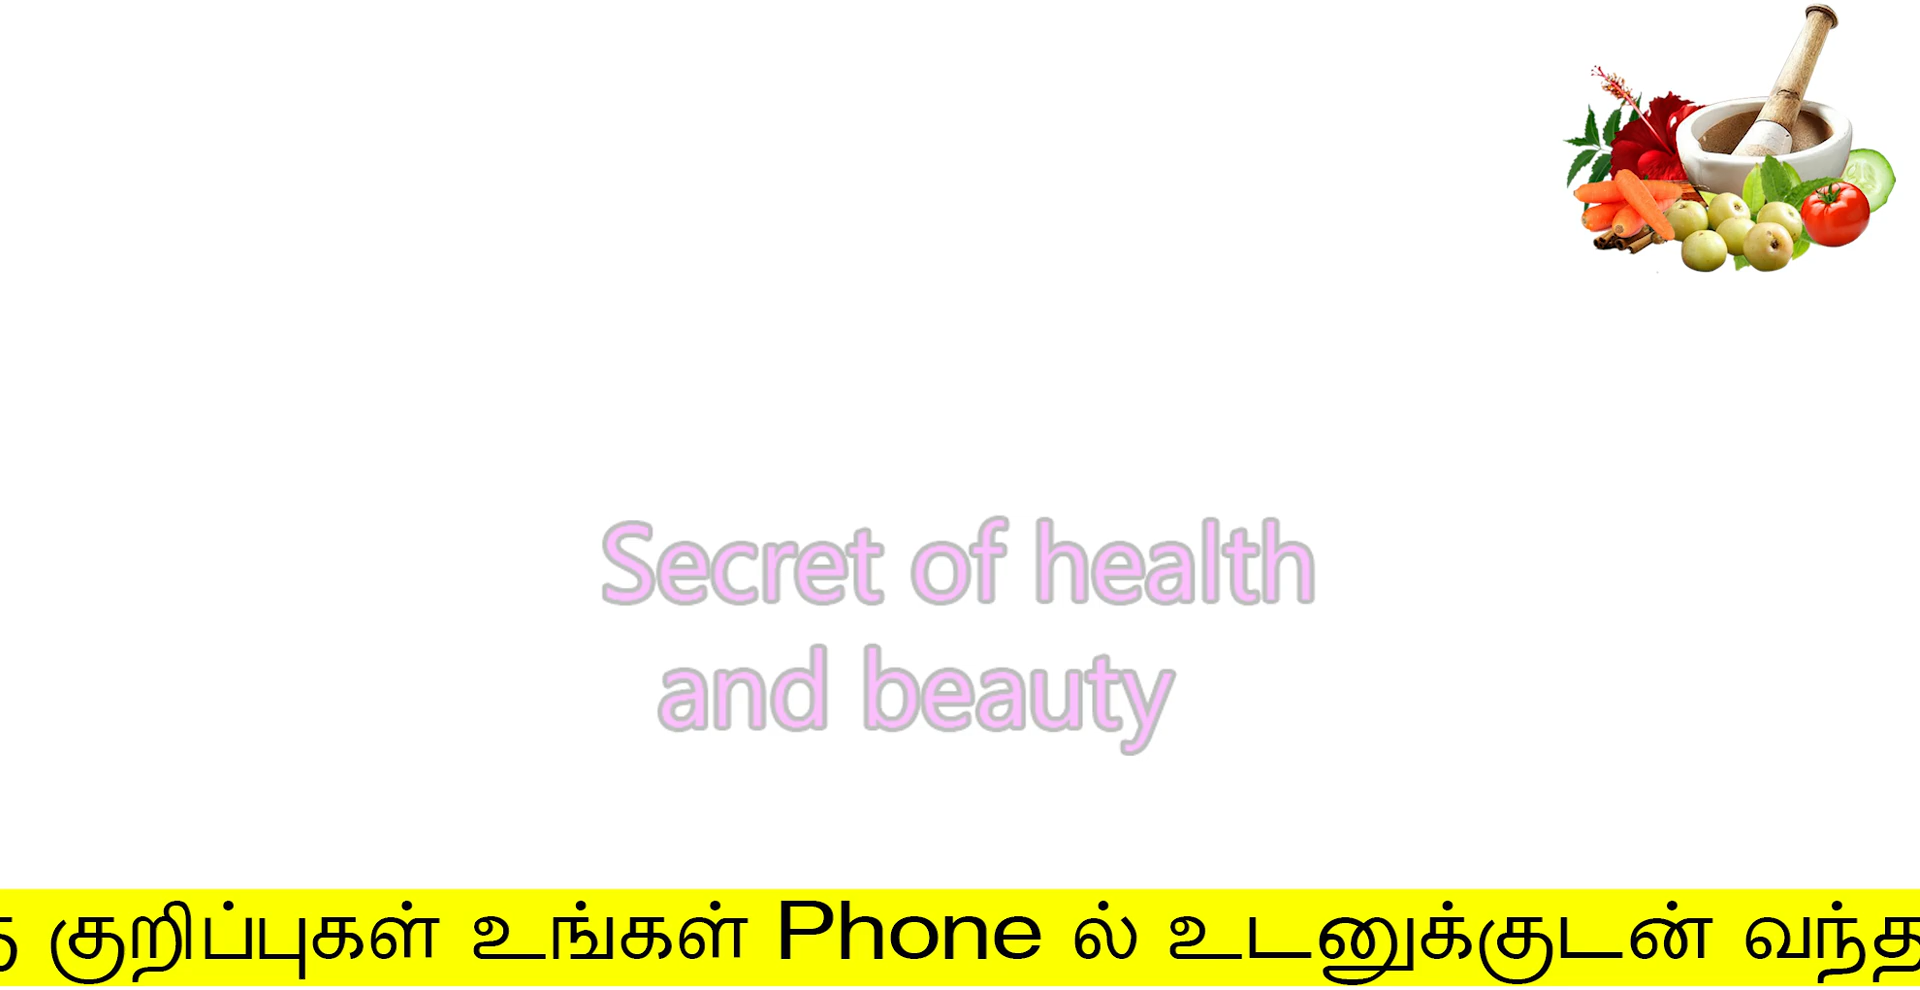 Secret of health
and beauty
குறிப்புகள் உங்கள் Phone ல் உடனுக்குடன்